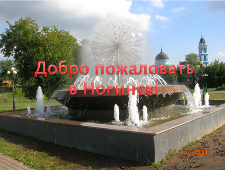 Добро пожаловать
в Ногинск!